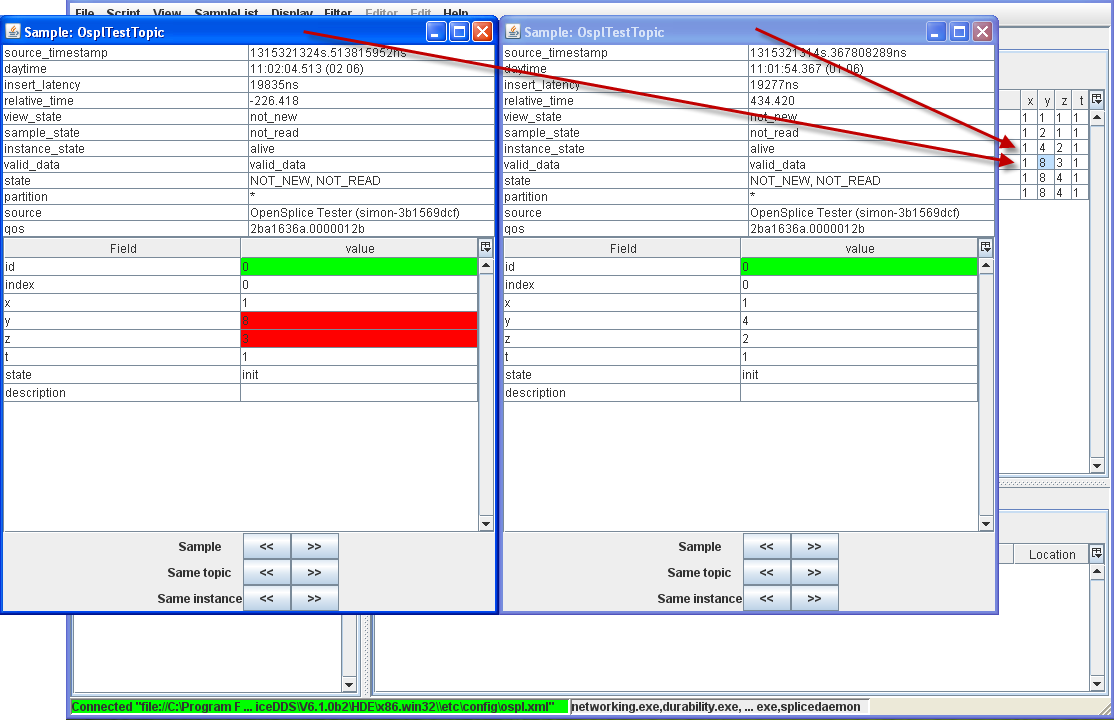 File Script View SampleList Display Filter Editor Edit Help
Sample: OsplTestTopic
source_timestamp 1315321324s.513815952ns
daytime 11:02:04.513 (02 06)
insert_latency 19835ns
relative_time -226.418
view_state not_new
sample_state not_read
instance_state alive
valid_data valid_data
state NOT_NEW, NOT_READ
partition *
source OpenSplice Tester (simon-3b1569dcf)
qos 2ba1636a.0000012b
Field value
id 0
index 0
x 1
y 8
z 3
t 1
state init
description
Sample << >>
Same topic << >>
Same instance << >>
Sample: OsplTestTopic
source_timestamp 1315321314s.367808289ns
daytime 11:01:54.367 (01 06)
insert_latency 19277ns
relative_time 434.420
view_state not_new
sample_state not_read
instance_state alive
valid_data valid_data
state NOT_NEW, NOT_READ
partition *
source OpenSplice Tester (simon-3b1569dcf)
qos 2ba1636a.0000012b
Field value
id 0
index 0
x 1
y 4
z 2
t 1
state init
description
Sample << >>
Same topic << >>
Same instance << >>
x y z t
1 1 1 1
1 2 1 1
1 4 2 1
1 8 3 1
1 8 4 1
1 8 4 1
Location
Connected "file://C:\Program F ... iceDDS\V6.1.0b2\HDE\x86.win32\\etc\config\ospl.xml" networking.exe,durability.exe, ... exe,splicedaemon